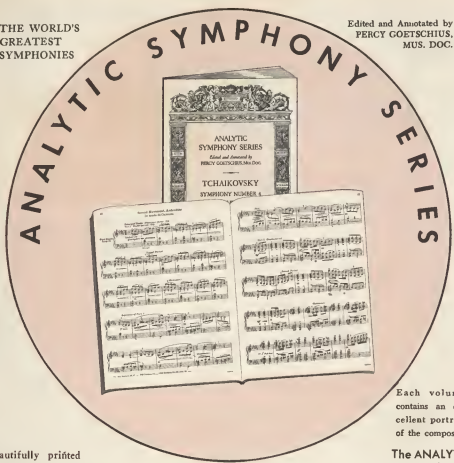 THE WORLD'S
GREATEST
SYMPHONIES
Edited and Annotated by
PERCY GOETSCHIUS,
MUS. DOC.
ANALYTIC SYMPHONY SERIES
ANALYTIC
SYMPHONY SERIES
Edited and Annotated by
PERCY GOETSCHIUS, Mus. Doc.
TCHAIKOVSKY
SYMPHONY NUMBER
Each volum
contains an
cellent portr
of the compos
autifully printed
The ANALY